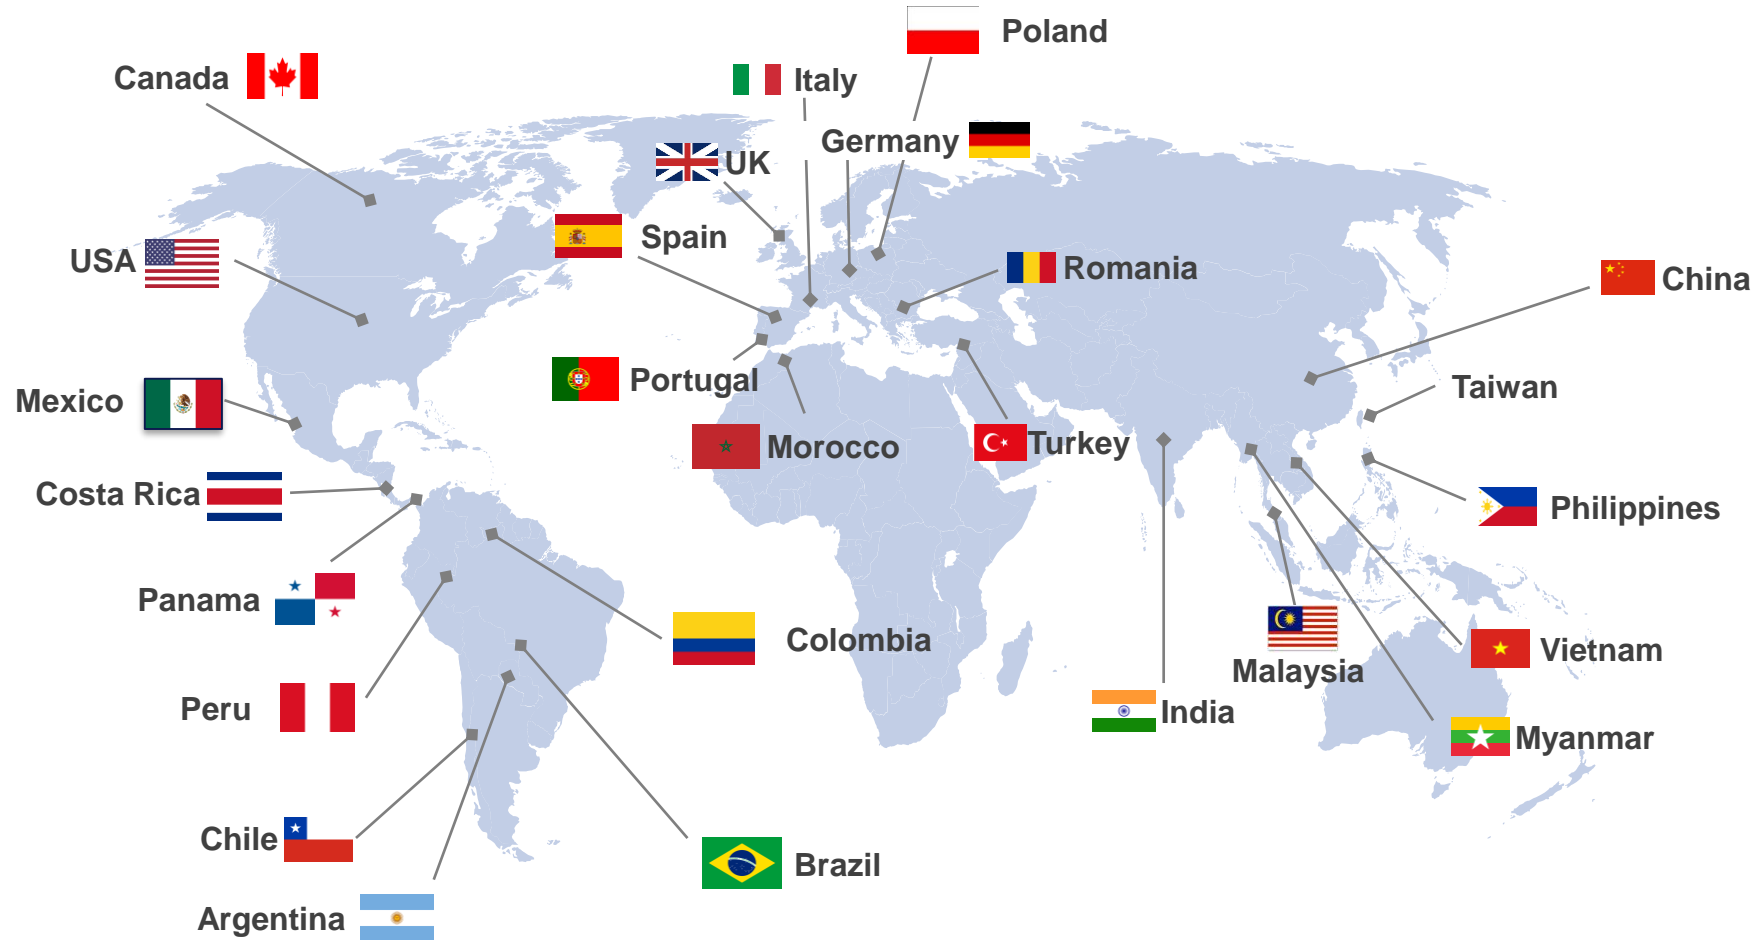 Poland
Canada
Italy
Germany
UK
Spain
USA
Romania
China
Portugal
Taiwan
Mexico
Morocco
Turkey
Costa Rica
Philippines
Panama
Colombia
Vietnam
Malaysia
Peru
India
Myanmar
Chile
Brazil
Argentina